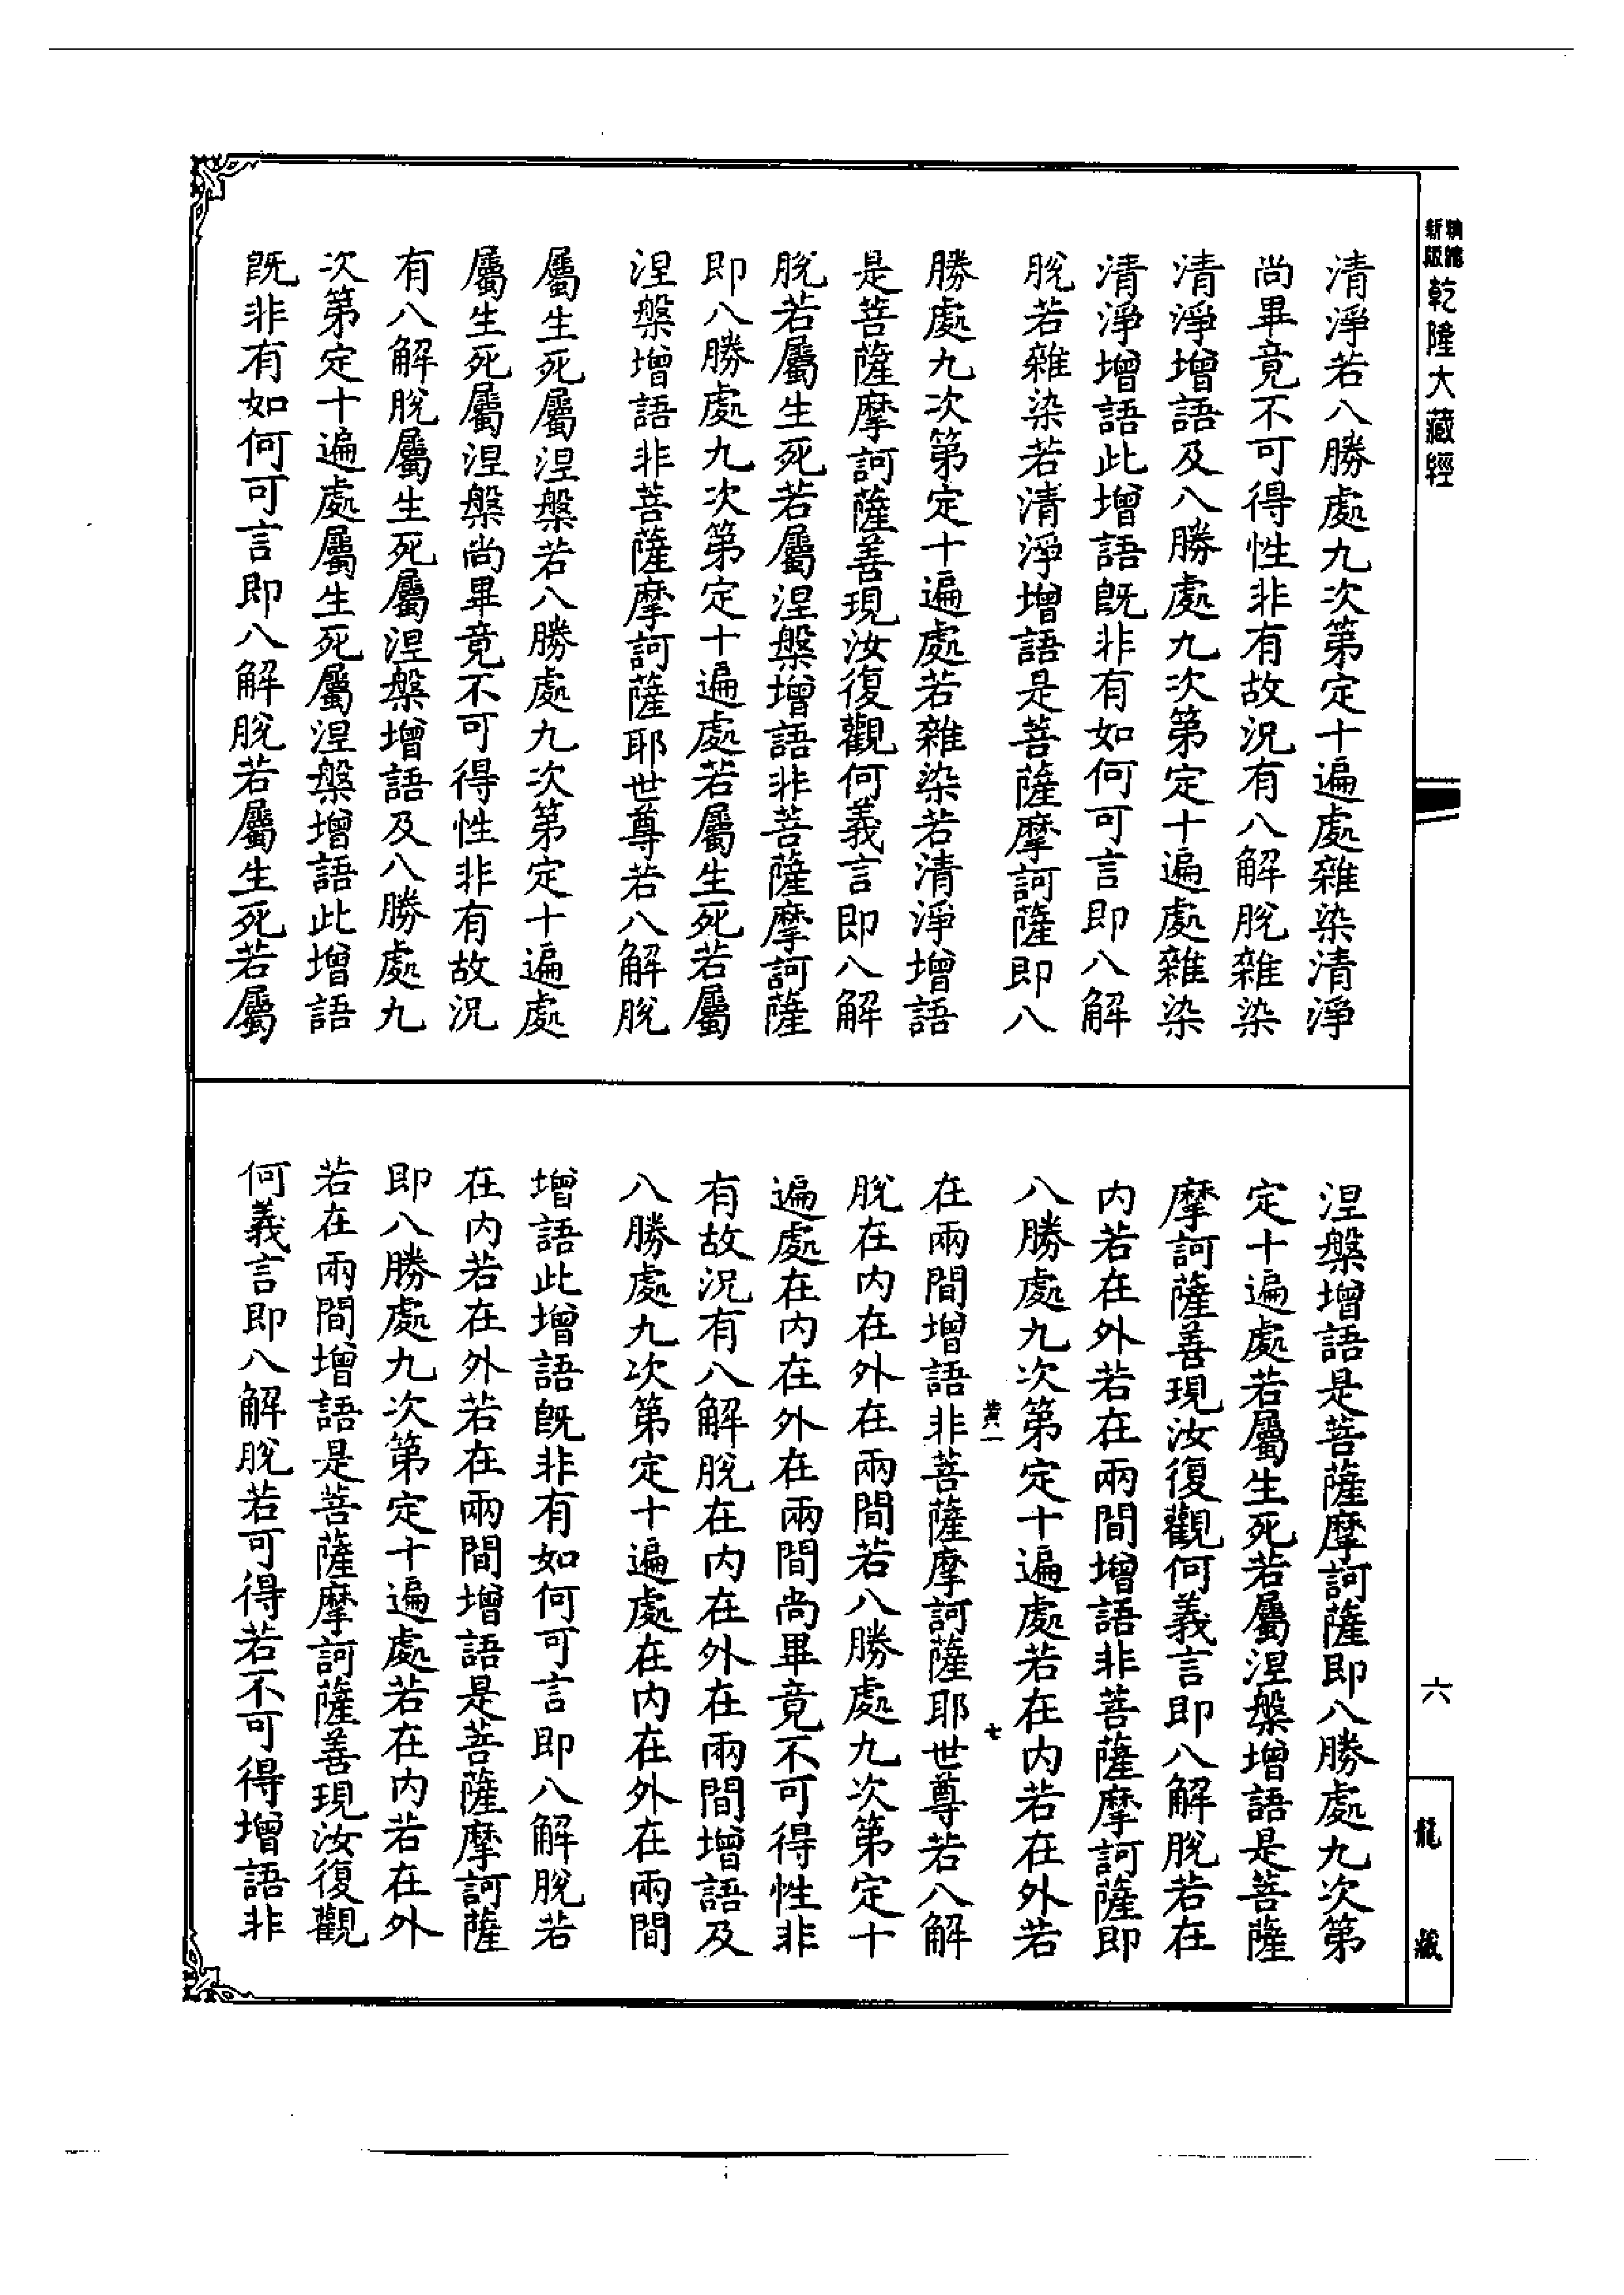 新版
精縮
乾隆大藏經
清淨若八勝處九次第定十遍處雜染清淨
尚畢竟不可得性非有故況有八解脫雜染
清淨增語及八勝處九次第定十遍處雜染
清淨增語此增語既非有如何可言即八解
脫若雜染若清淨增語是菩薩摩訶薩即八
勝處九次第定十遍處若雜染若清淨增語
是菩薩摩訶薩善現汝復觀何義言即八解
脫若屬生死若屬涅槃增語非菩薩摩訶薩
即八勝處九次第定十遍處若屬生死若屬
涅槃增語非菩薩摩訶薩耶世尊若八解脫
屬生死屬涅槃若八勝處九次第定十遍處
屬生死屬涅槃尚畢竟不可得性非有故況
有八解脫屬生死屬涅槃增語及八勝處九
次第定十遍處屬生死屬涅槃增語此增語
既非有如何可言即八解脫若屬生死若屬
涅槃增語是菩薩摩訶薩即八勝處九次第
定十遍處若屬生死若屬涅槃增語是菩薩
摩訶薩善現汝復觀何義言即八解脫若在
內若在外若在兩間增語非菩薩摩訶薩即
八勝處九次第定十遍處若在內若在外若
黃一
七
在兩間增語非菩薩摩訶薩耶世尊若八解
脫在內在外在兩間若八勝處九次第定十
遍處在內在外在兩間尚畢竟不可得性非
有故況有八解脫在內在外在兩間增語及
八勝處九次第定十遍處在內在外在兩間
增語此增語既非有如何可言即八解脫若
在內若在外若在兩間增語是菩薩摩訶薩
即八勝處九次第定十遍處若在內若在外
若在兩間增語是菩薩摩訶薩善現汝復觀
何義言即八解脫若可得若不可得增語非
六
龍藏